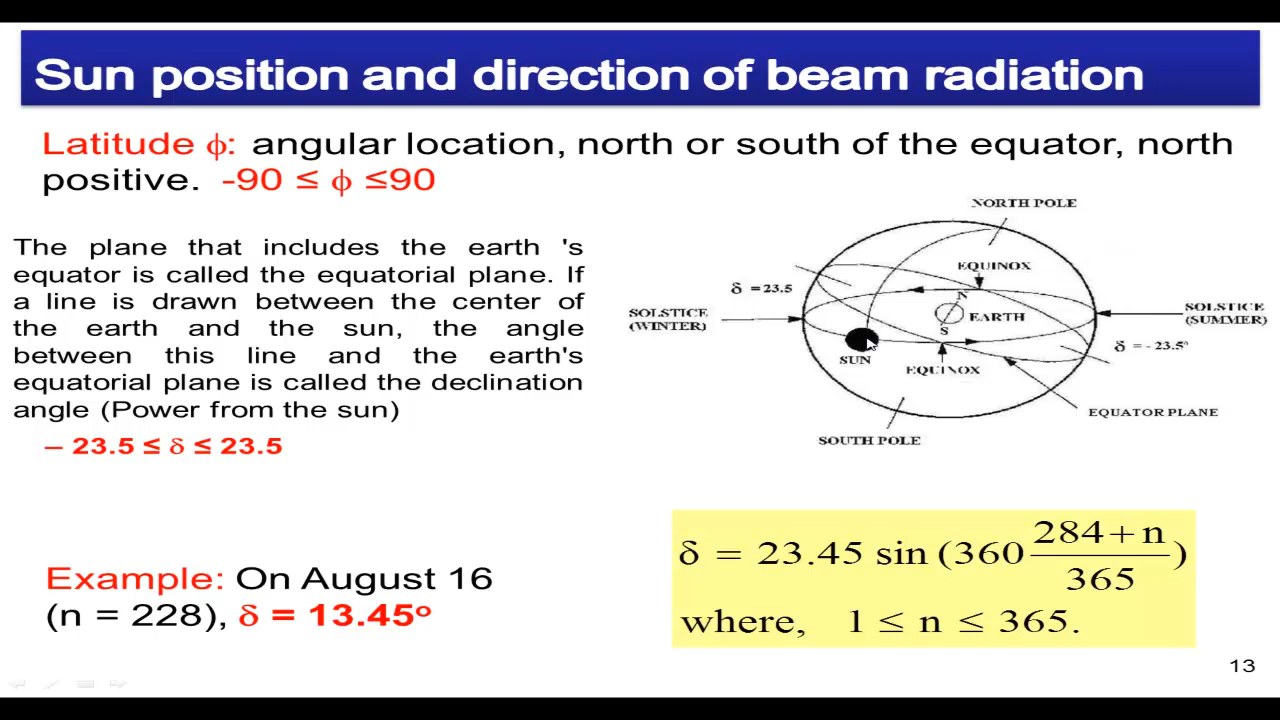 Sun position and direction of beam radiation
Latitude ϕ: angular location, north or south of the equator, north
positive. -90 ≤ ϕ ≤90
The plane that includes the earth 's
equator is called the equatorial plane. If
a line is drawn between the center of
the earth and the sun, the angle
between this line and the earth's
equatorial plane is called the declination
angle (Power from the sun)
– 23.5 ≤ δ ≤ 23.5
NORTH POLE
EQUINOX
δ = 23.5
SOLSTICE
(WINTER)
N
EARTH
S
SOLSTICE
(SUMMER)
SUN
δ = - 23.5°
EQUINOX
EQUATOR PLANE
SOUTH POLE
Example: On August 16
(n = 228), δ = 13.45º
δ = 23.45 sin (360 (284 + n)/365)
where, 1 ≤ n ≤ 365.
13